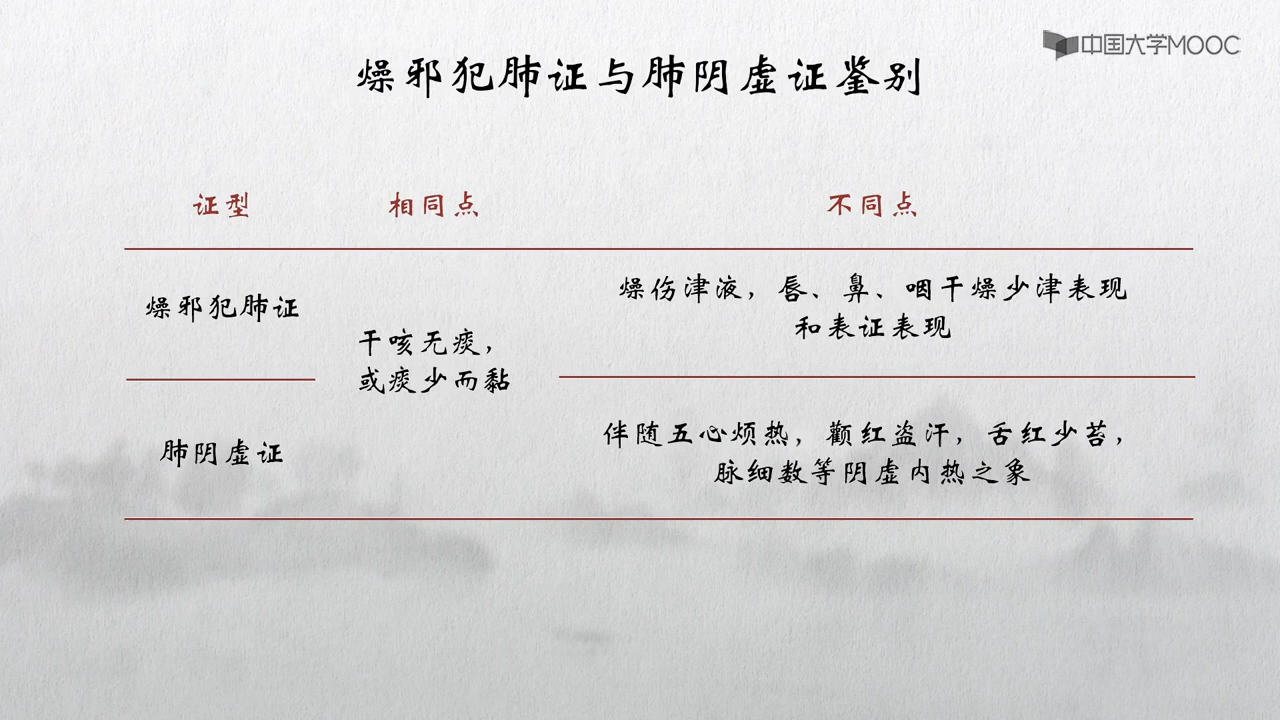 中国大学MOOC
燥邪犯肺证与肺阴虚证鉴别
证型 相同点 不同点
燥邪犯肺证
干咳无痰，
或痰少而黏
燥伤津液，唇、鼻、咽干燥少津表现
和表证表现
肺阴虚证
伴随五心烦热，颧红盗汗，舌红少苔，
脉细数等阴虚内热之象